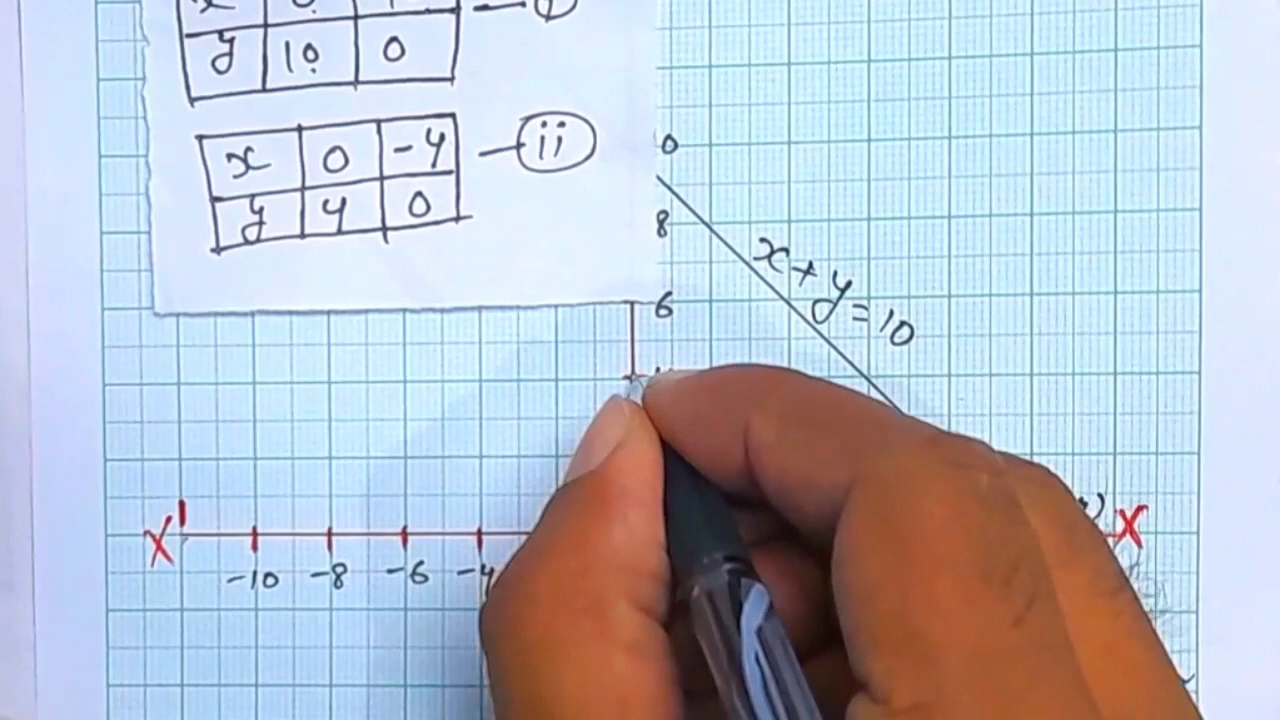 y 10 0
x 0 -4 — ii
y 4 0
0
8
6
x+y=10
X' X
-10 -8 -6 -4